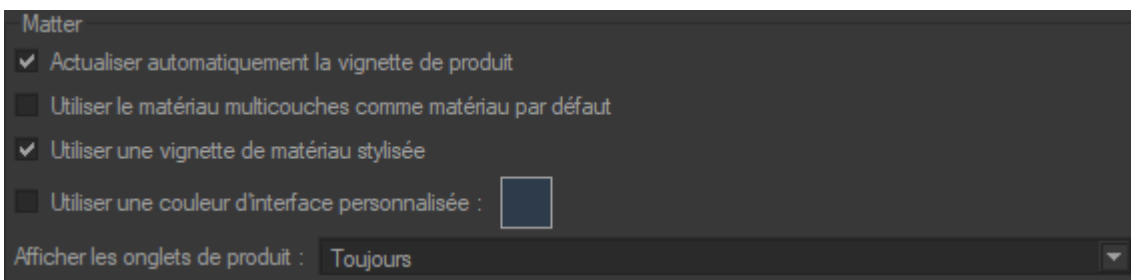 Matter
Actualiser automatiquement la vignette de produit
Utiliser le matériau multicouches comme matériau par défaut
Utiliser une vignette de matériau stylisée
Utiliser une couleur d'interface personnalisée :
Afficher les onglets de produit : Toujours